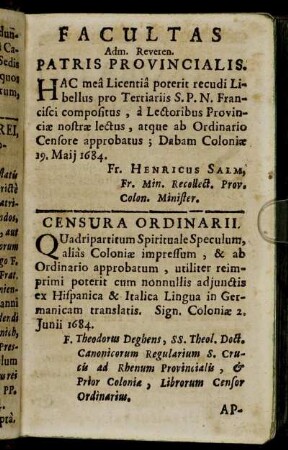 FACULTAS
Adm. Reveren.
PATRIS PROVINCIALIS.
HAC meâ Licentiâ poterit recudi Li-
bellus pro Tertiariis S. P. N. Fran-
cisci compositus, à Lectoribus Provin-
ciæ nostræ lectus, atque ab Ordinario
Censore approbatus; Dabam Coloniæ
19. Maij 1684.
Fr. HENRICUS SALM,
Fr. Min. Recollect. Prov.
Colon. Minister.
CENSURA ORDINARII.
QUadripartitum Spirituale Speculum,
aliàs Coloniæ impressum, & ab
Ordinario approbatum, utiliter reim-
primi poterit cum nonnullis adjunctis
ex Hispanica & Italica Lingua in Ger-
manicam translatis. Sign. Coloniæ 2.
Junii 1684.
F. Theodorus Deghens, SS. Theol. Doct.
Canonicorum Regularium S. Cru-
cis ad Rhenum Provincialis, &
Prior Coloniæ, Librorum Censor
Ordinarius.
AP-